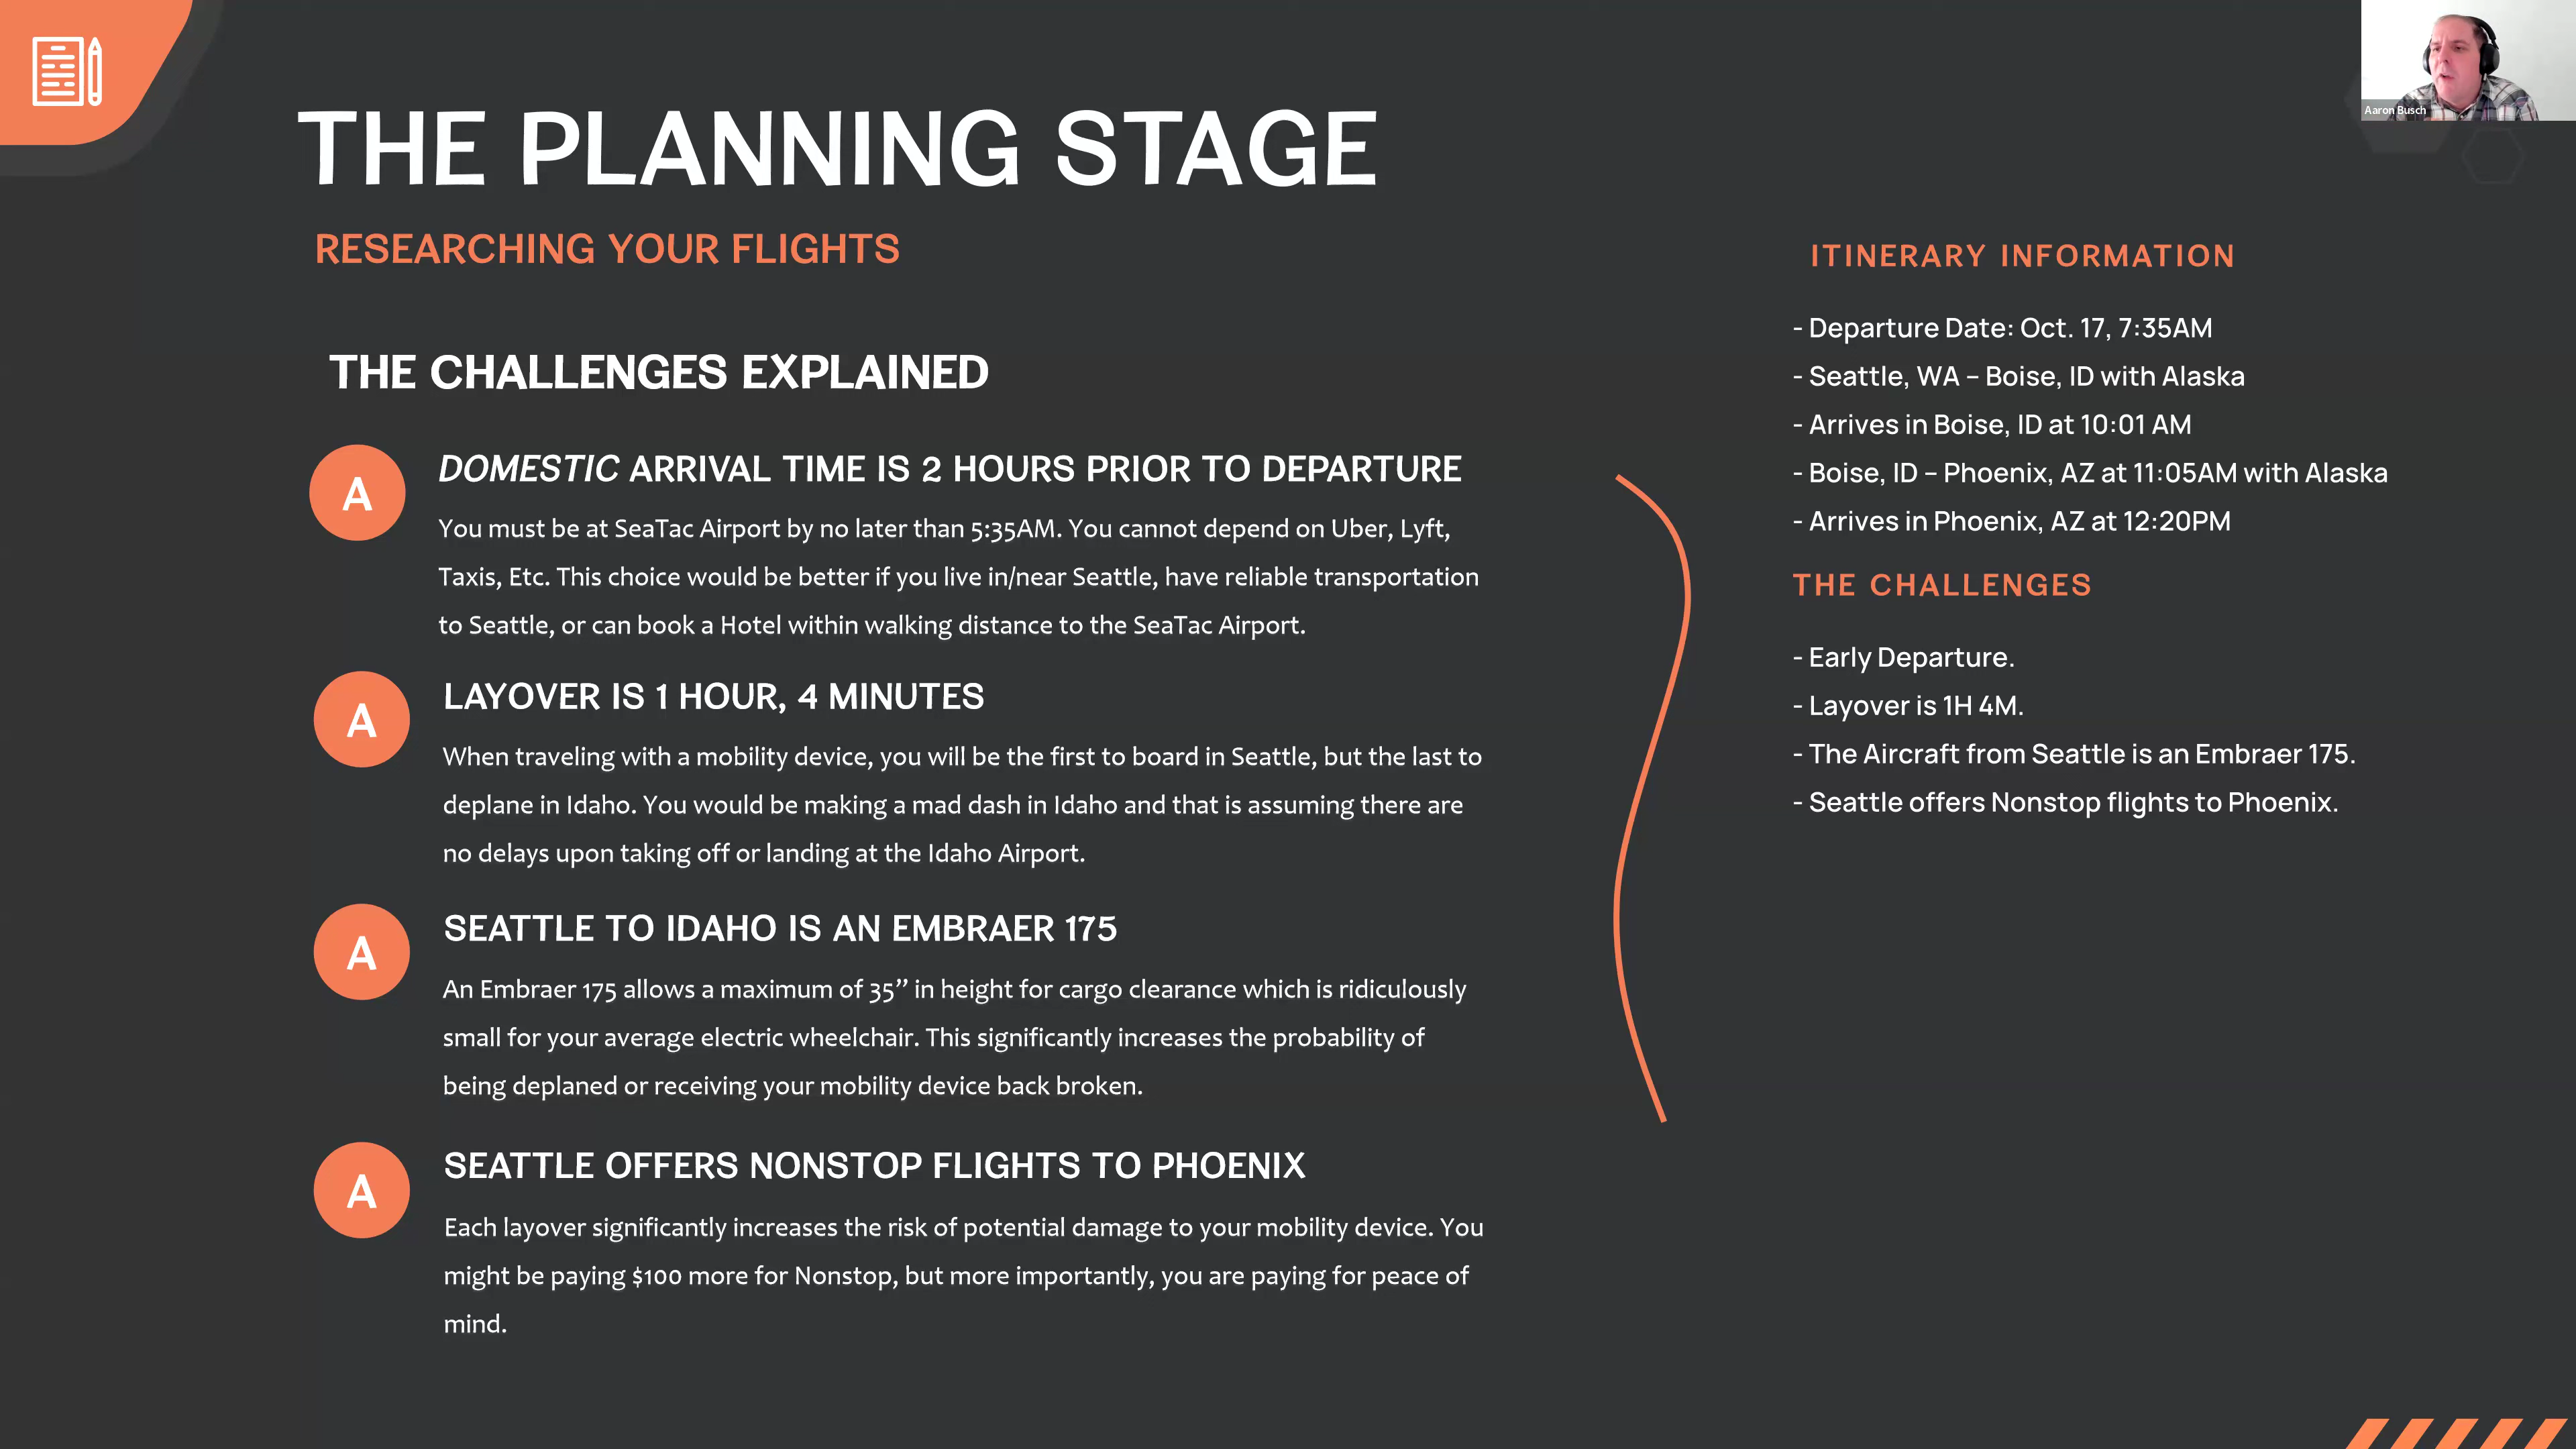 THE PLANNING STAGE
RESEARCHING YOUR FLIGHTS
THE CHALLENGES EXPLAINED
A
DOMESTIC ARRIVAL TIME IS 2 HOURS PRIOR TO DEPARTURE
You must be at SeaTac Airport by no later than 5:35AM. You cannot depend on Uber, Lyft,
Taxis, Etc. This choice would be better if you live in/near Seattle, have reliable transportation
to Seattle, or can book a Hotel within walking distance to the SeaTac Airport.
A
LAYOVER IS 1 HOUR, 4 MINUTES
When traveling with a mobility device, you will be the first to board in Seattle, but the last to
deplane in Idaho. You would be making a mad dash in Idaho and that is assuming there are
no delays upon taking off or landing at the Idaho Airport.
A
SEATTLE TO IDAHO IS AN EMBRAER 175
An Embraer 175 allows a maximum of 35” in height for cargo clearance which is ridiculously
small for your average electric wheelchair. This significantly increases the probability of
being deplaned or receiving your mobility device back broken.
A
SEATTLE OFFERS NONSTOP FLIGHTS TO PHOENIX
Each layover significantly increases the risk of potential damage to your mobility device. You
might be paying $100 more for Nonstop, but more importantly, you are paying for peace of
mind.
Aaron Busch
ITINERARY INFORMATION
- Departure Date: Oct. 17, 7:35AM
- Seattle, WA – Boise, ID with Alaska
- Arrives in Boise, ID at 10:01 AM
- Boise, ID – Phoenix, AZ at 11:05AM with Alaska
- Arrives in Phoenix, AZ at 12:20PM
THE CHALLENGES
- Early Departure.
- Layover is 1H 4M.
- The Aircraft from Seattle is an Embraer 175.
- Seattle offers Nonstop flights to Phoenix.